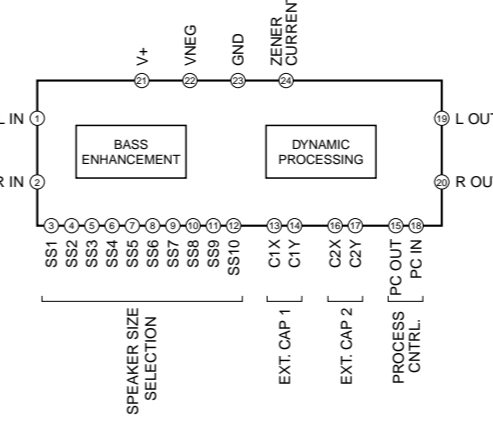 V+
VNEG
GND
ZENER
CURRENT
21
22
23
24
L IN
1
19
L OUT
BASS
ENHANCEMENT
DYNAMIC
PROCESSING
R IN
2
20
R OU
3 4 5 6 7 8 9 10 11 12 13 14 16 17 15 18
SS1
SS2
SS3
SS4
SS5
SS6
SS7
SS8
SS9
SS10
C1X
C1Y
C2X
C2Y
PC OUT
PC IN
SPEAKER SIZE
SELECTION
EXT. CAP 1
EXT. CAP 2
PROCESS
CNTRL.